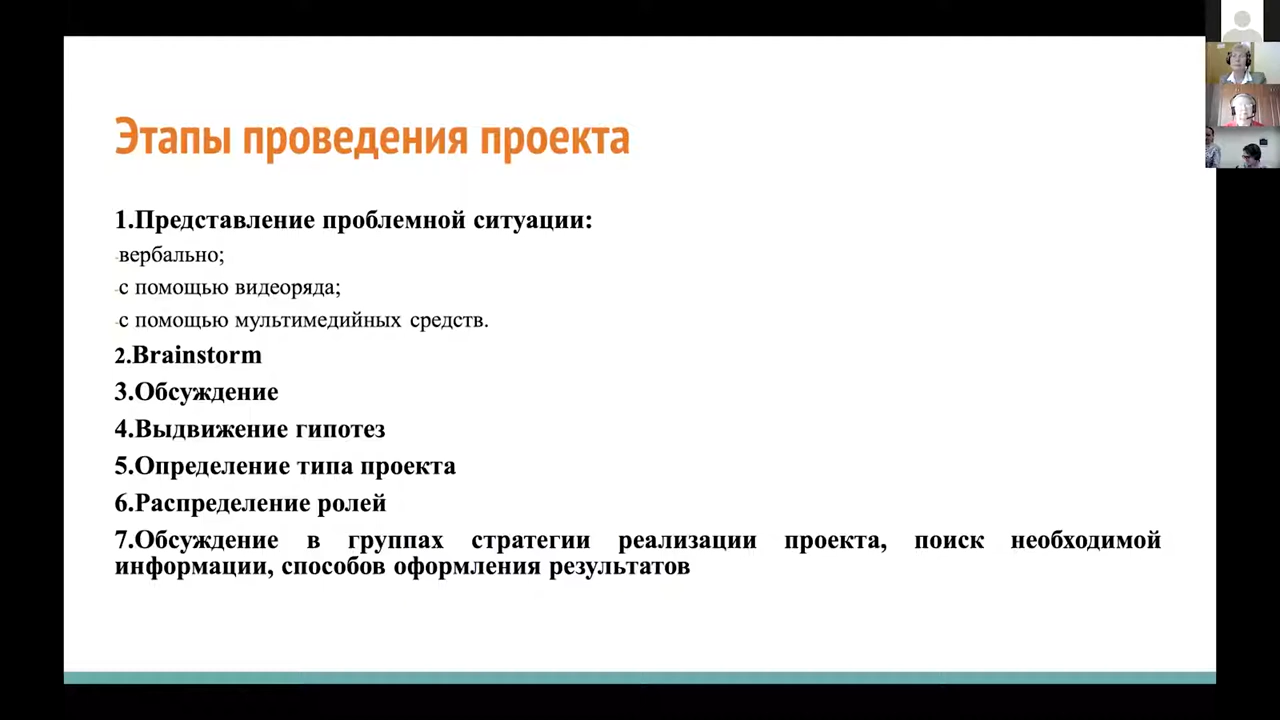 Этапы проведения проекта
1.Представление проблемной ситуации:
-вербально;
-с помощью видеоряда;
-с помощью мультимедийных средств.
2.Brainstorm
3.Обсуждение
4.Выдвижение гипотез
5.Определение типа проекта
6.Распределение ролей
7.Обсуждение в группах стратегии реализации проекта, поиск необходимой
информации, способов оформления результатов